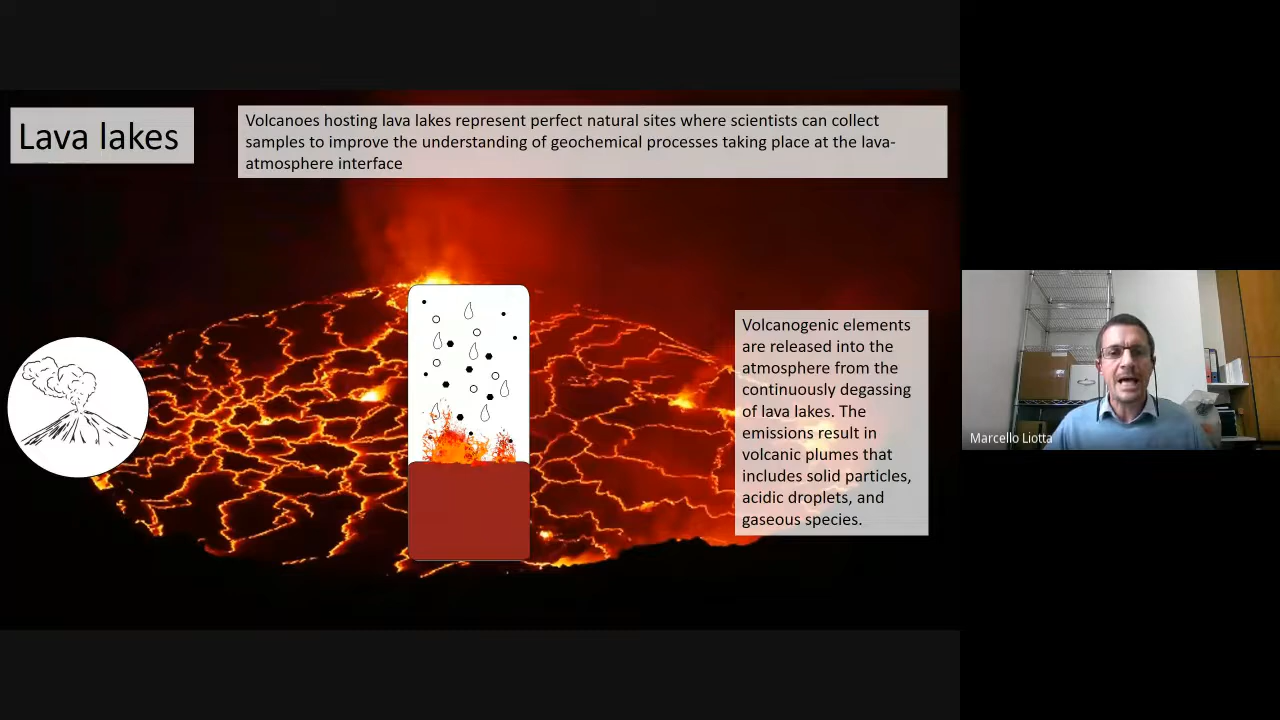 Lava lakes
Volcanoes hosting lava lakes represent perfect natural sites where scientists can collect
samples to improve the understanding of geochemical processes taking place at the lava-
atmosphere interface
Volcanogenic elements
are released into the
atmosphere from the
continuously degassing
of lava lakes. The
emissions result in
volcanic plumes that
includes solid particles,
acidic droplets, and
gaseous species.
Marcello Liotta